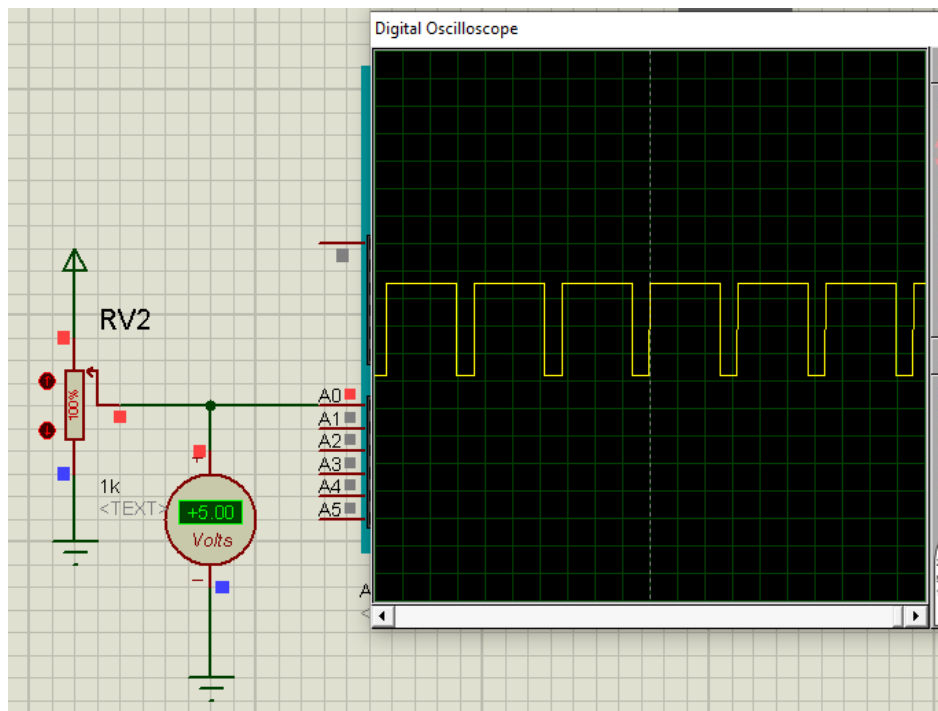 Digital Oscilloscope
RV2
100%
1k
<TEXT>
A0
A1
A2
A3
A4
A5
+
+5.00
Volts
−
A
<